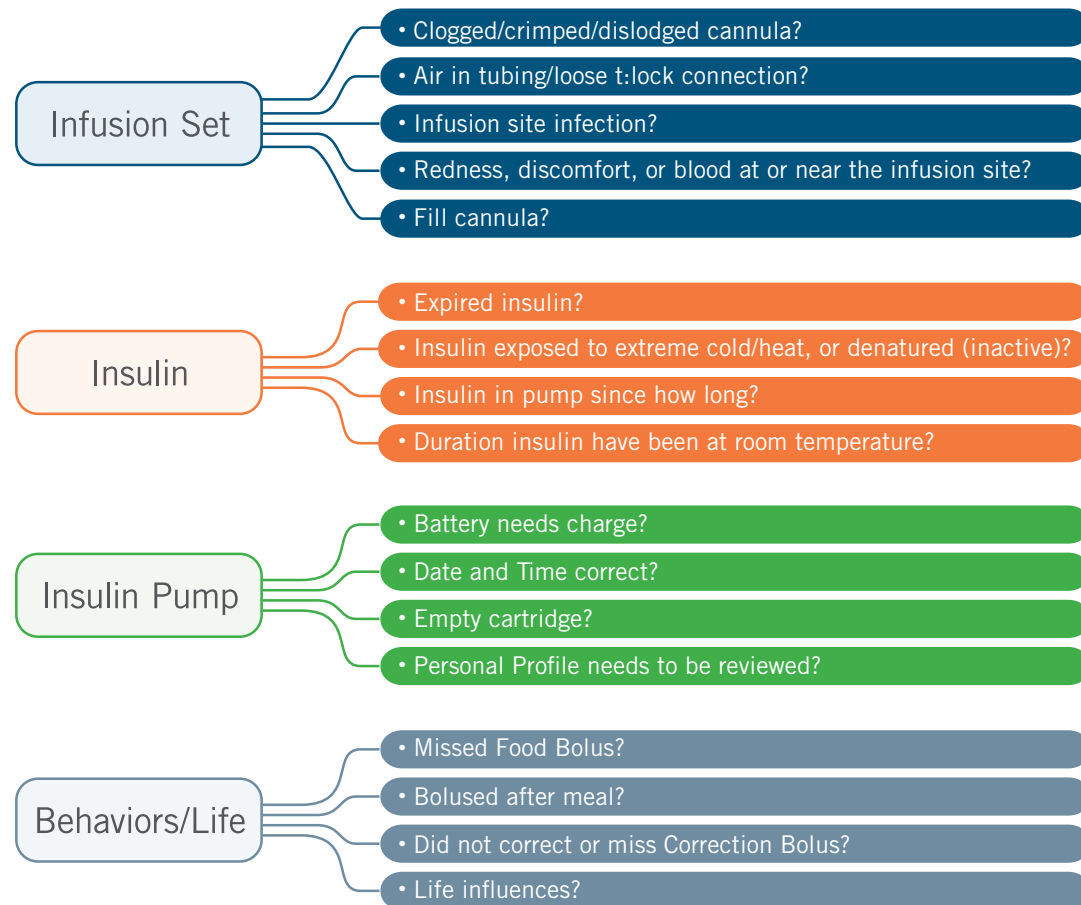 Infusion Set
• Clogged/crimped/dislodged cannula?
• Air in tubing/loose t:lock connection?
• Infusion site infection?
• Redness, discomfort, or blood at or near the infusion site?
• Fill cannula?
Insulin
• Expired insulin?
• Insulin exposed to extreme cold/heat, or denatured (inactive)?
• Insulin in pump since how long?
• Duration insulin have been at room temperature?
Insulin Pump
• Battery needs charge?
• Date and Time correct?
• Empty cartridge?
• Personal Profile needs to be reviewed?
Behaviors/Life
• Missed Food Bolus?
• Bolused after meal?
• Did not correct or miss Correction Bolus?
• Life influences?